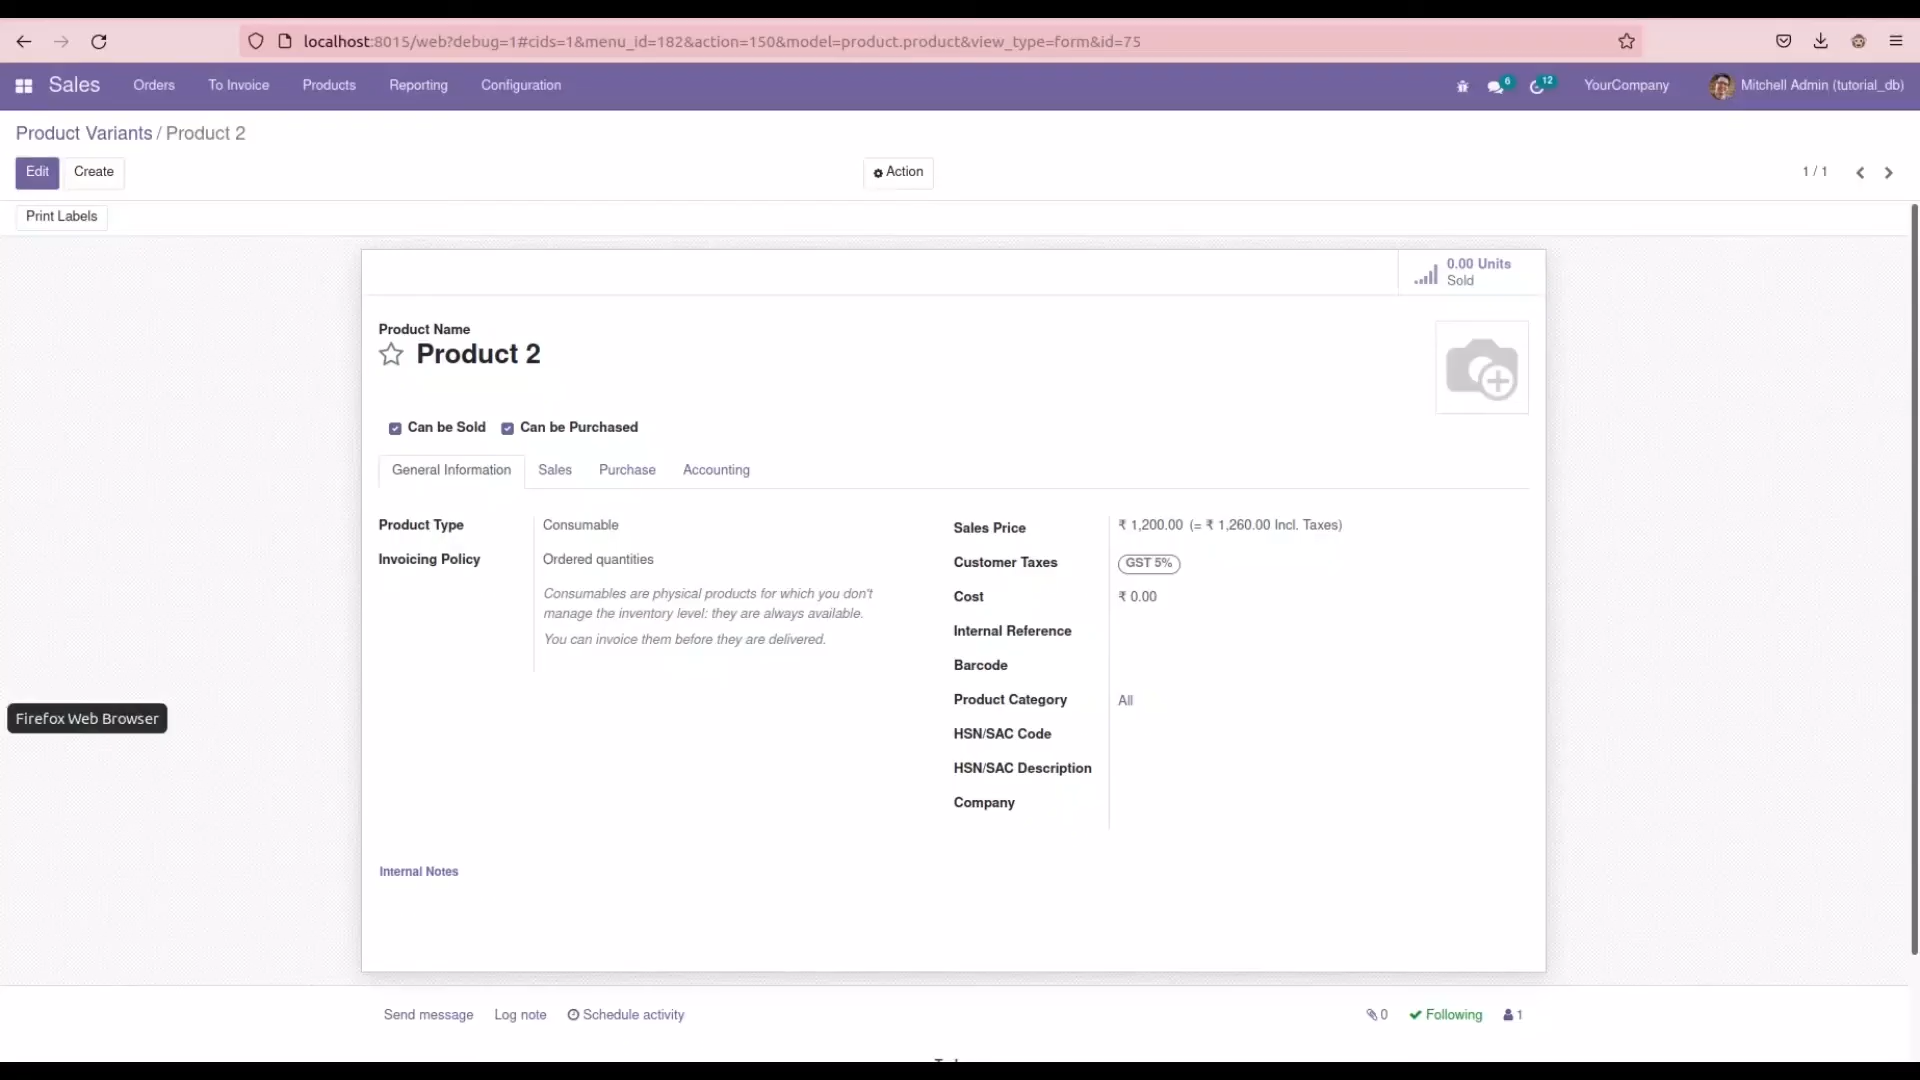 localhost:8015/web?debug=1#cids=1&menu_id=182&action=150&model=product.product&view_type=form&id=75
Sales Orders To Invoice Products Reporting Configuration 6 12 YourCompany Mitchell Admin (tutorial_db)
Product Variants / Product 2
Edit Create Action 1 / 1
Print Labels
0.00 Units
Sold
Product Name
Product 2
Can be Sold Can be Purchased
General Information Sales Purchase Accounting
Product Type Consumable
Invoicing Policy Ordered quantities
Consumables are physical products for which you don't
manage the inventory level: they are always available.
You can invoice them before they are delivered.
Sales Price ₹ 1,200.00 (= ₹ 1,260.00 Incl. Taxes)
Customer Taxes GST 5%
Cost ₹ 0.00
Internal Reference
Barcode
Product Category All
HSN/SAC Code
HSN/SAC Description
Company
Firefox Web Browser
Internal Notes
Send message Log note Schedule activity 0 Following 1